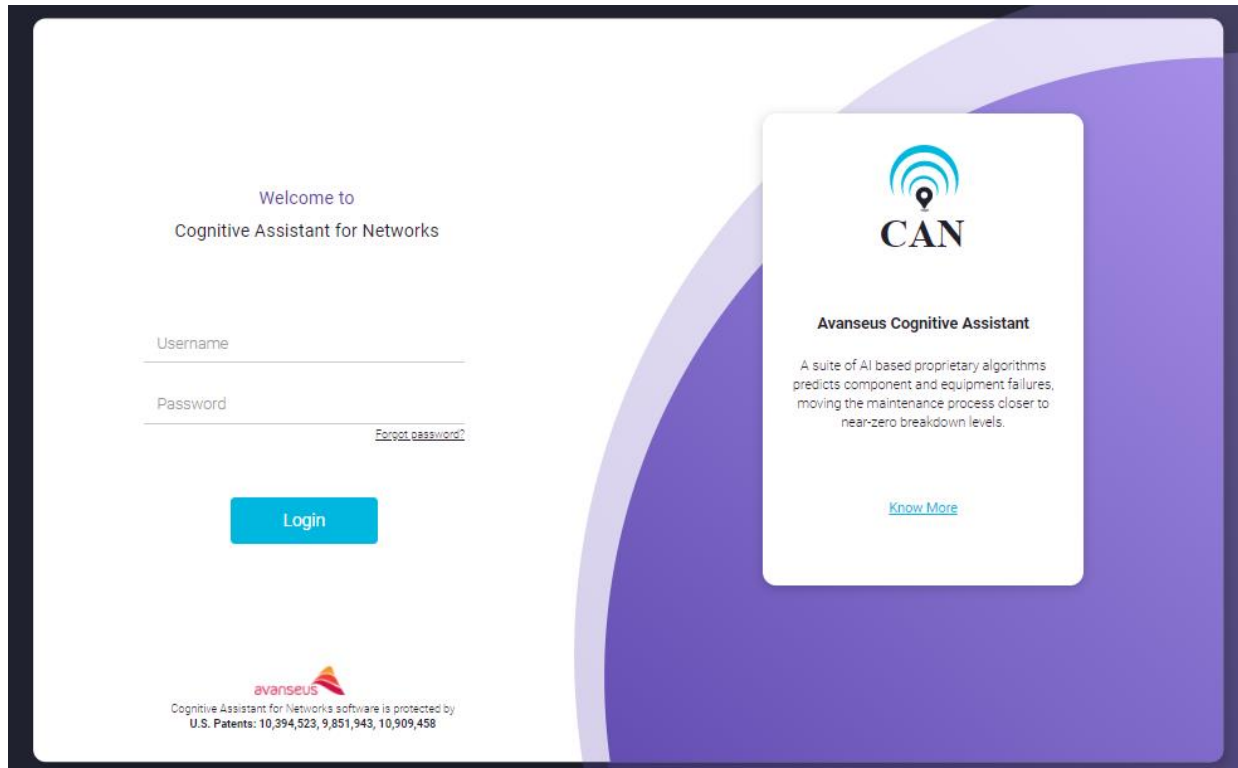 Welcome to
Cognitive Assistant for Networks
Username
Password
Forgot password?
Login
avanseus
Cognitive Assistant for Networks software is protected by
U.S. Patents: 10,394,523, 9,851,943, 10,909,458
CAN
Avanseus Cognitive Assistant
A suite of AI based proprietary algorithms
predicts component and equipment failures,
moving the maintenance process closer to
near-zero breakdown levels.
Know More